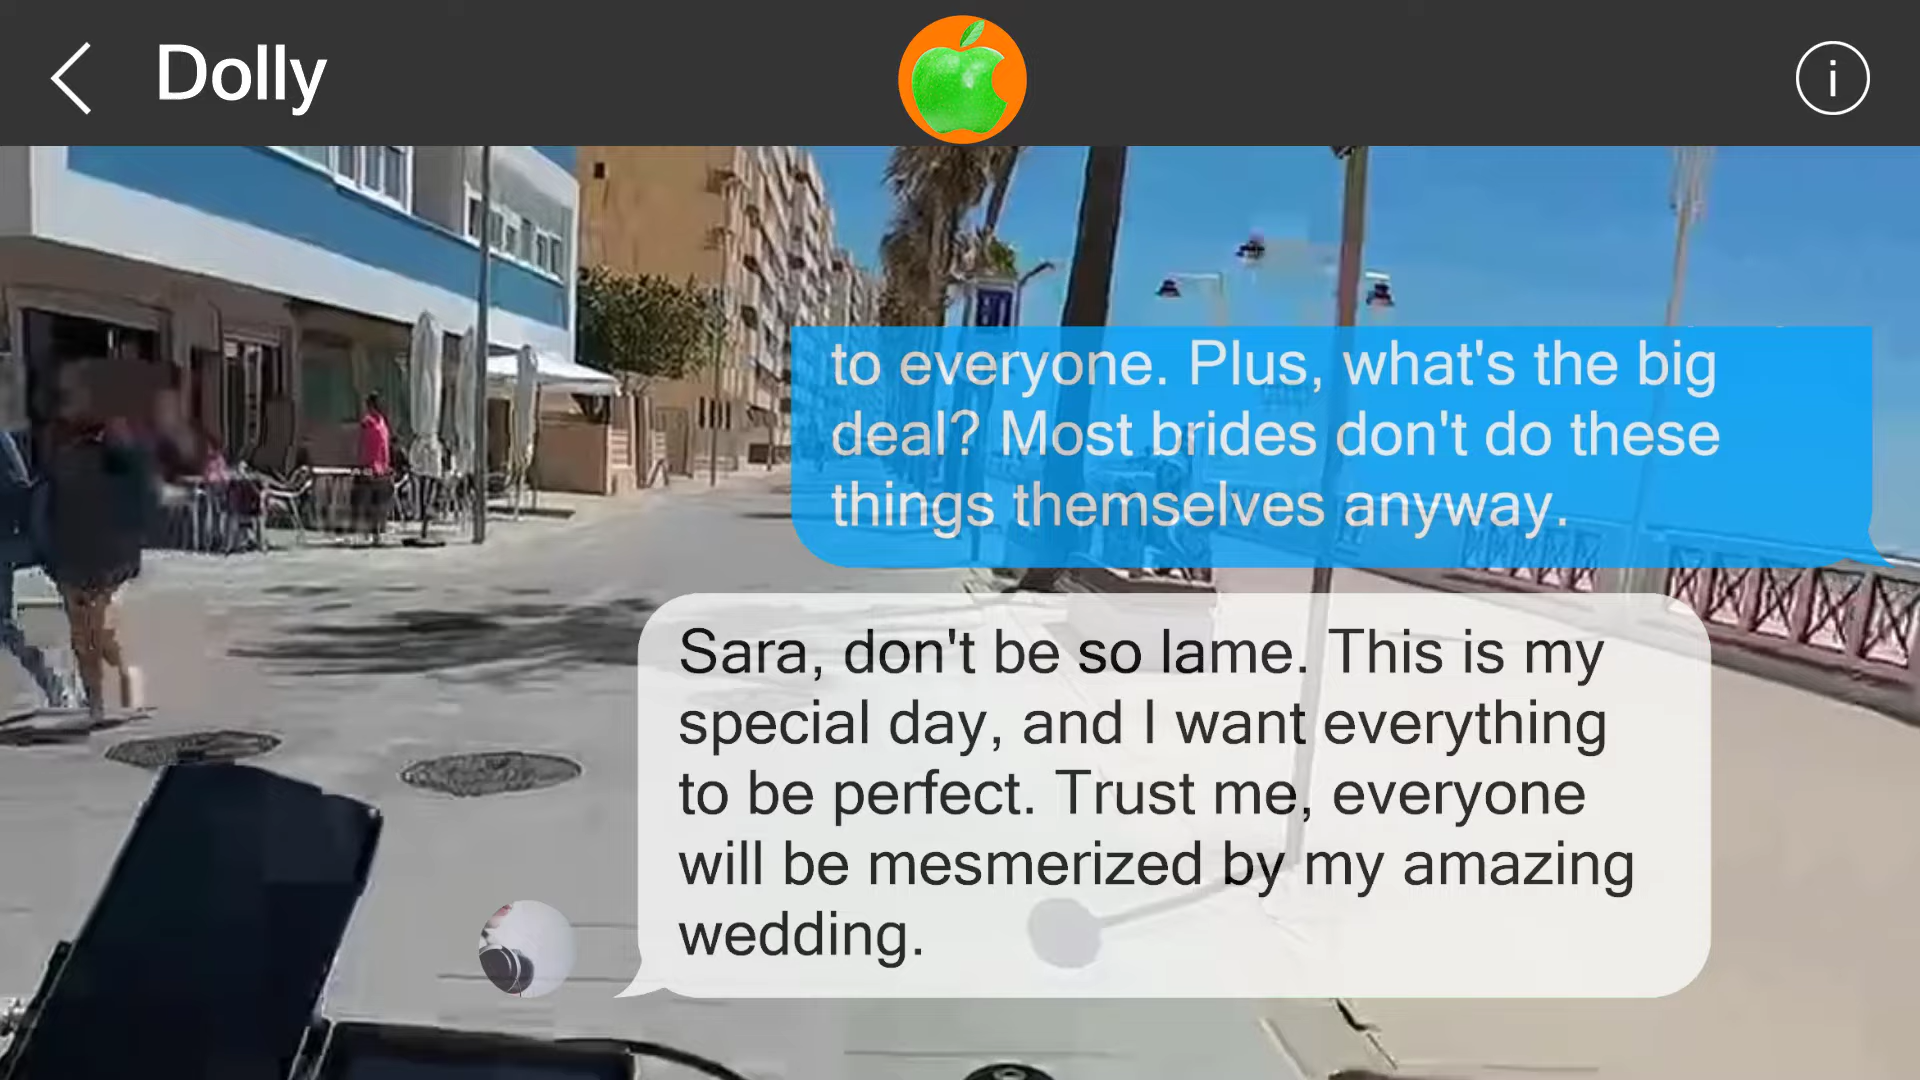 Dolly
to everyone. Plus, what's the big
deal? Most brides don't do these
things themselves anyway.
Sara, don't be so lame. This is my
special day, and I want everything
to be perfect. Trust me, everyone
will be mesmerized by my amazing
wedding.